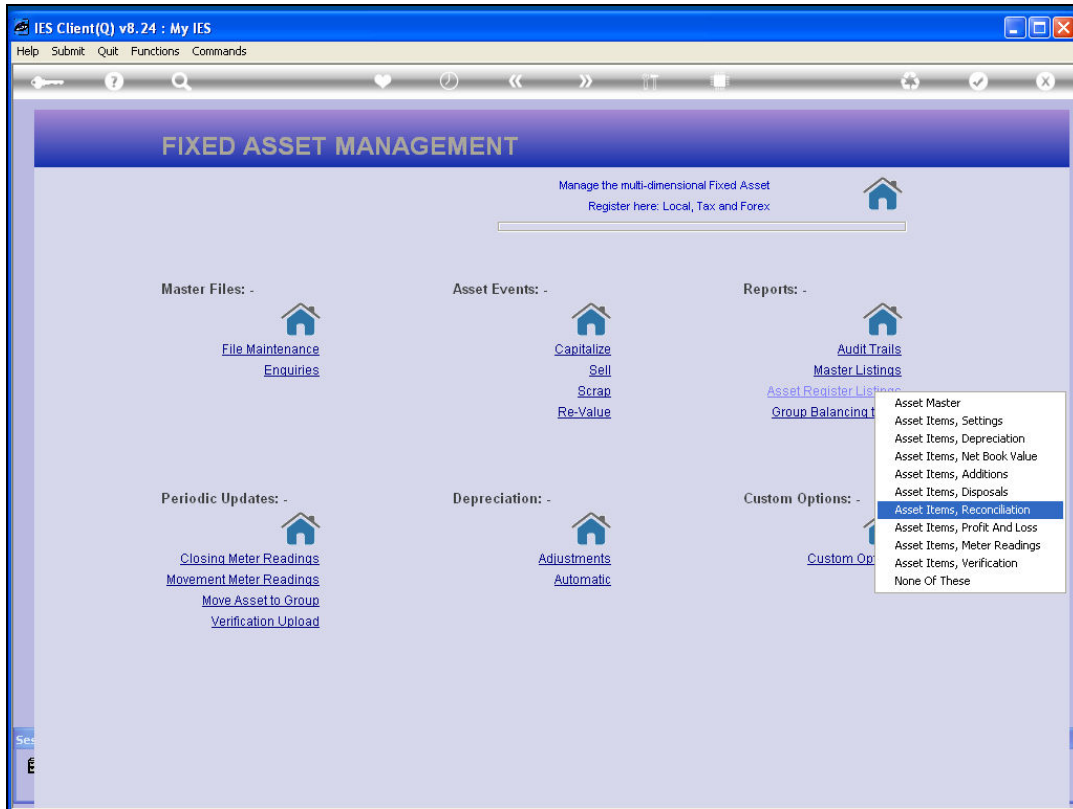 IES Client(Q) v8.24 : My IES
Help Submit Quit Functions Commands
FIXED ASSET MANAGEMENT
Manage the multi-dimensional Fixed Asset
Register here: Local, Tax and Forex
Master Files: -
File Maintenance
Enquiries
Asset Events: -
Capitalize
Sell
Scrap
Re-Value
Reports: -
Audit Trails
Master Listings
Asset Register Listings
Group Balancing t
Asset Master
Asset Items, Settings
Asset Items, Depreciation
Asset Items, Net Book Value
Asset Items, Additions
Asset Items, Disposals
Asset Items, Reconciliation
Asset Items, Profit And Loss
Asset Items, Meter Readings
Asset Items, Verification
None Of These
Periodic Updates: -
Closing Meter Readings
Movement Meter Readings
Move Asset to Group
Verification Upload
Depreciation: -
Adjustments
Automatic
Custom Options: -
Custom Op
Ses